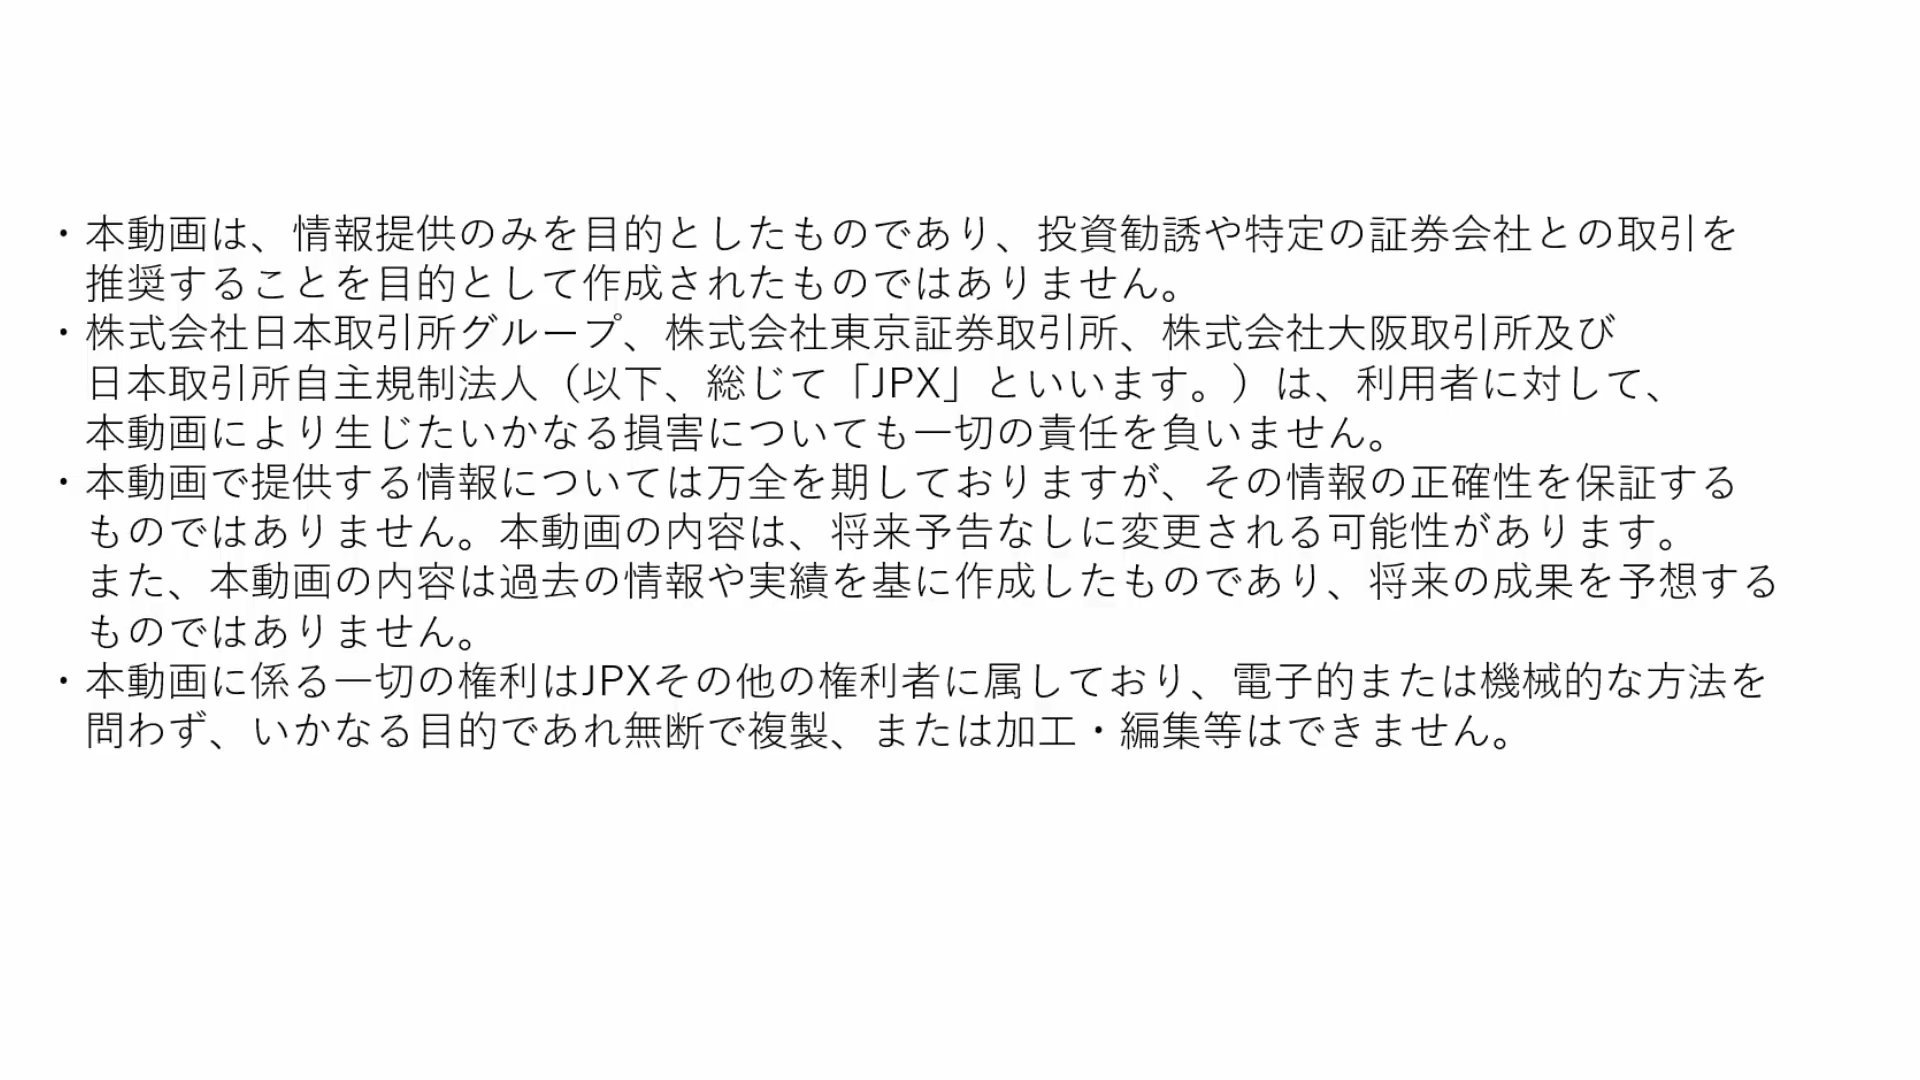 ・本動画は、情報提供のみを目的としたものであり、投資勧誘や特定の証券会社との取引を
推奨することを目的として作成されたものではありません。
・株式会社日本取引所グループ、株式会社東京証券取引所、株式会社大阪取引所及び
日本取引所自主規制法人（以下、総じて「JPX」といいます。）は、利用者に対して、
本動画により生じたいかなる損害についても一切の責任を負いません。
・本動画で提供する情報については万全を期しておりますが、その情報の正確性を保証する
ものではありません。本動画の内容は、将来予告なしに変更される可能性があります。
また、本動画の内容は過去の情報や実績を基に作成したものであり、将来の成果を予想する
ものではありません。
・本動画に係る一切の権利はJPXその他の権利者に属しており、電子的または機械的な方法を
問わず、いかなる目的であれ無断で複製、または加工・編集等はできません。